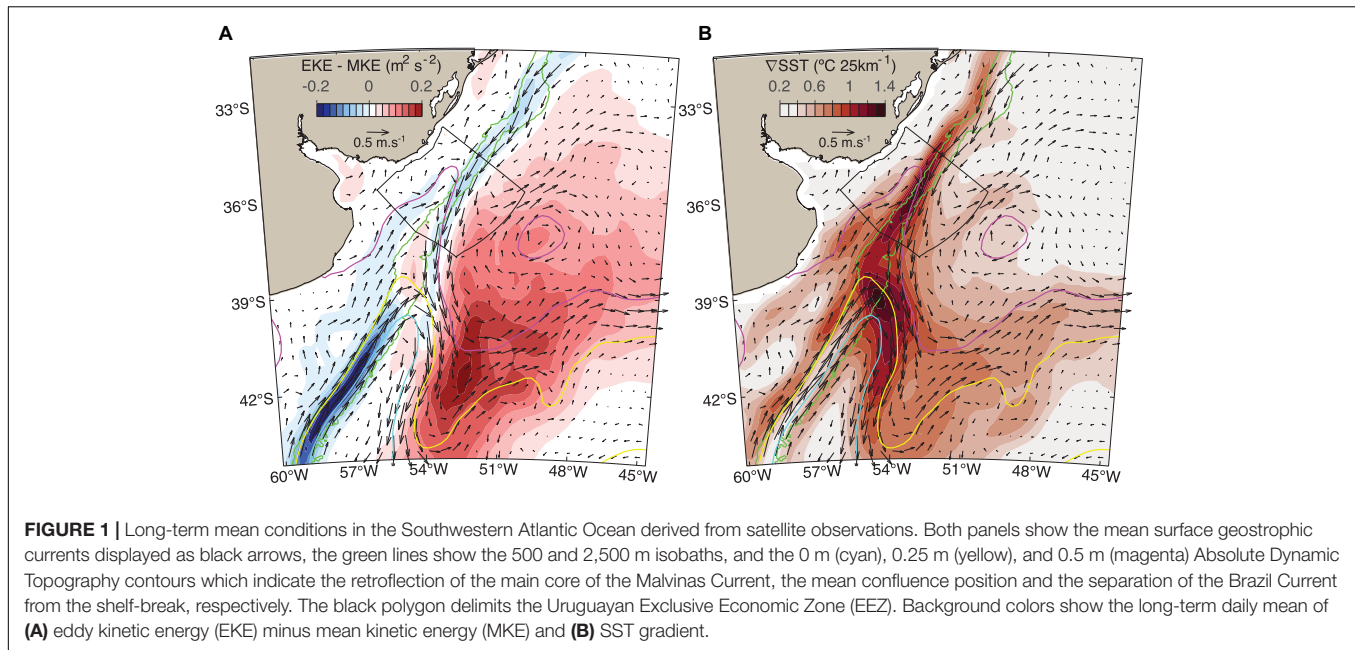 A
B
EKE - MKE (m² s⁻²)
-0.2 0 0.2
0.5 m.s⁻¹
∇SST (ºC 25km⁻¹)
0.2 0.6 1 1.4
0.5 m.s⁻¹
33°S
36°S
39°S
42°S
60°W
57°W
54°W
51°W
48°W
45°W
33°S
36°S
39°S
42°S
60°W
57°W
54°W
51°W
48°W
45°W
FIGURE 1 | Long-term mean conditions in the Southwestern Atlantic Ocean derived from satellite observations. Both panels show the mean surface geostrophic
currents displayed as black arrows, the green lines show the 500 and 2,500 m isobaths, and the 0 m (cyan), 0.25 m (yellow), and 0.5 m (magenta) Absolute Dynamic
Topography contours which indicate the retroflection of the main core of the Malvinas Current, the mean confluence position and the separation of the Brazil Current
from the shelf-break, respectively. The black polygon delimits the Uruguayan Exclusive Economic Zone (EEZ). Background colors show the long-term daily mean of
(A) eddy kinetic energy (EKE) minus mean kinetic energy (MKE) and (B) SST gradient.